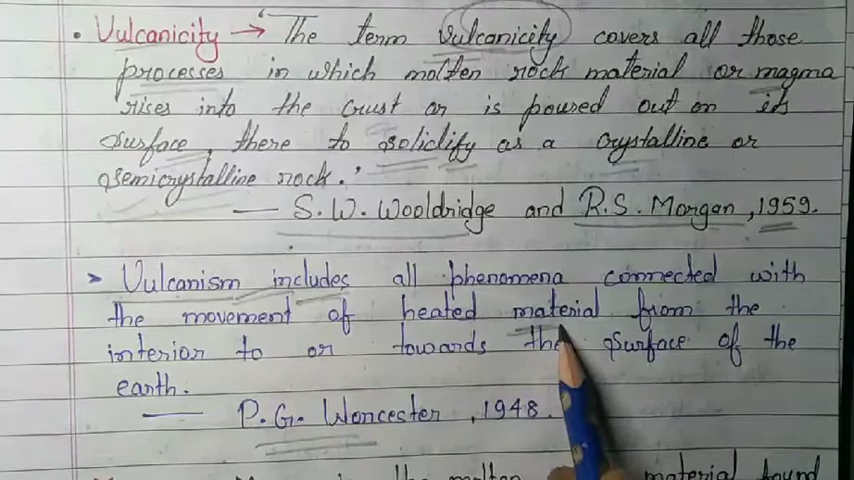 • Vulcanicity → 'The term vulcanicity covers all those
processes in which molten rock material or magma
rises into the crust or is poured out on its
surface, there to solidify as a crystalline or
semicrystalline rock.'
— S.W. Wooldridge and R.S. Morgan, 1959.
➤ Vulcanism includes all phenomena connected with
the movement of heated material from the
interior to or towards the surface of the
earth.
— P.G. Worcester, 1948.
the molten material found